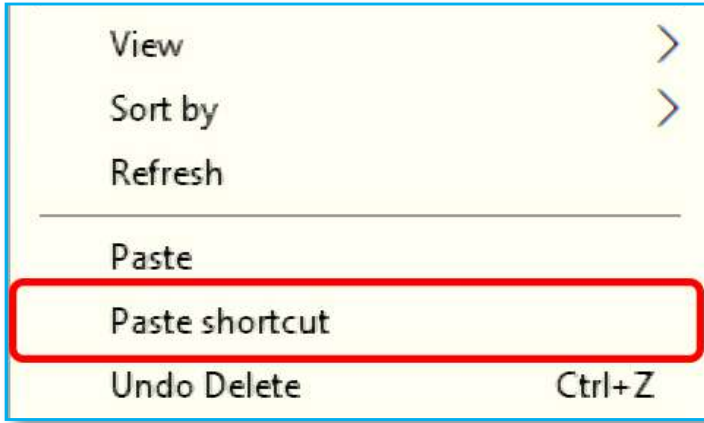 View
Sort by
Refresh
Paste
Paste shortcut
Undo Delete Ctrl+Z